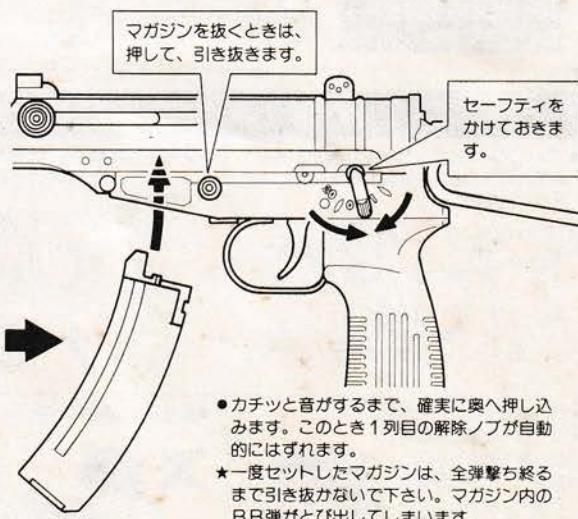 マガジンを抜くときは、
押して、引き抜きます。
セーフティを
かけておきま
す。
●カチッと音がするまで、確実に奥へ押し込
みます。このとき1列目の解除ノブが自動
的にはずれます。
★一度セットしたマガジンは、全弾撃ち終る
まで引き抜かないで下さい。マガジン内の
BB弾がとび出してしまいます